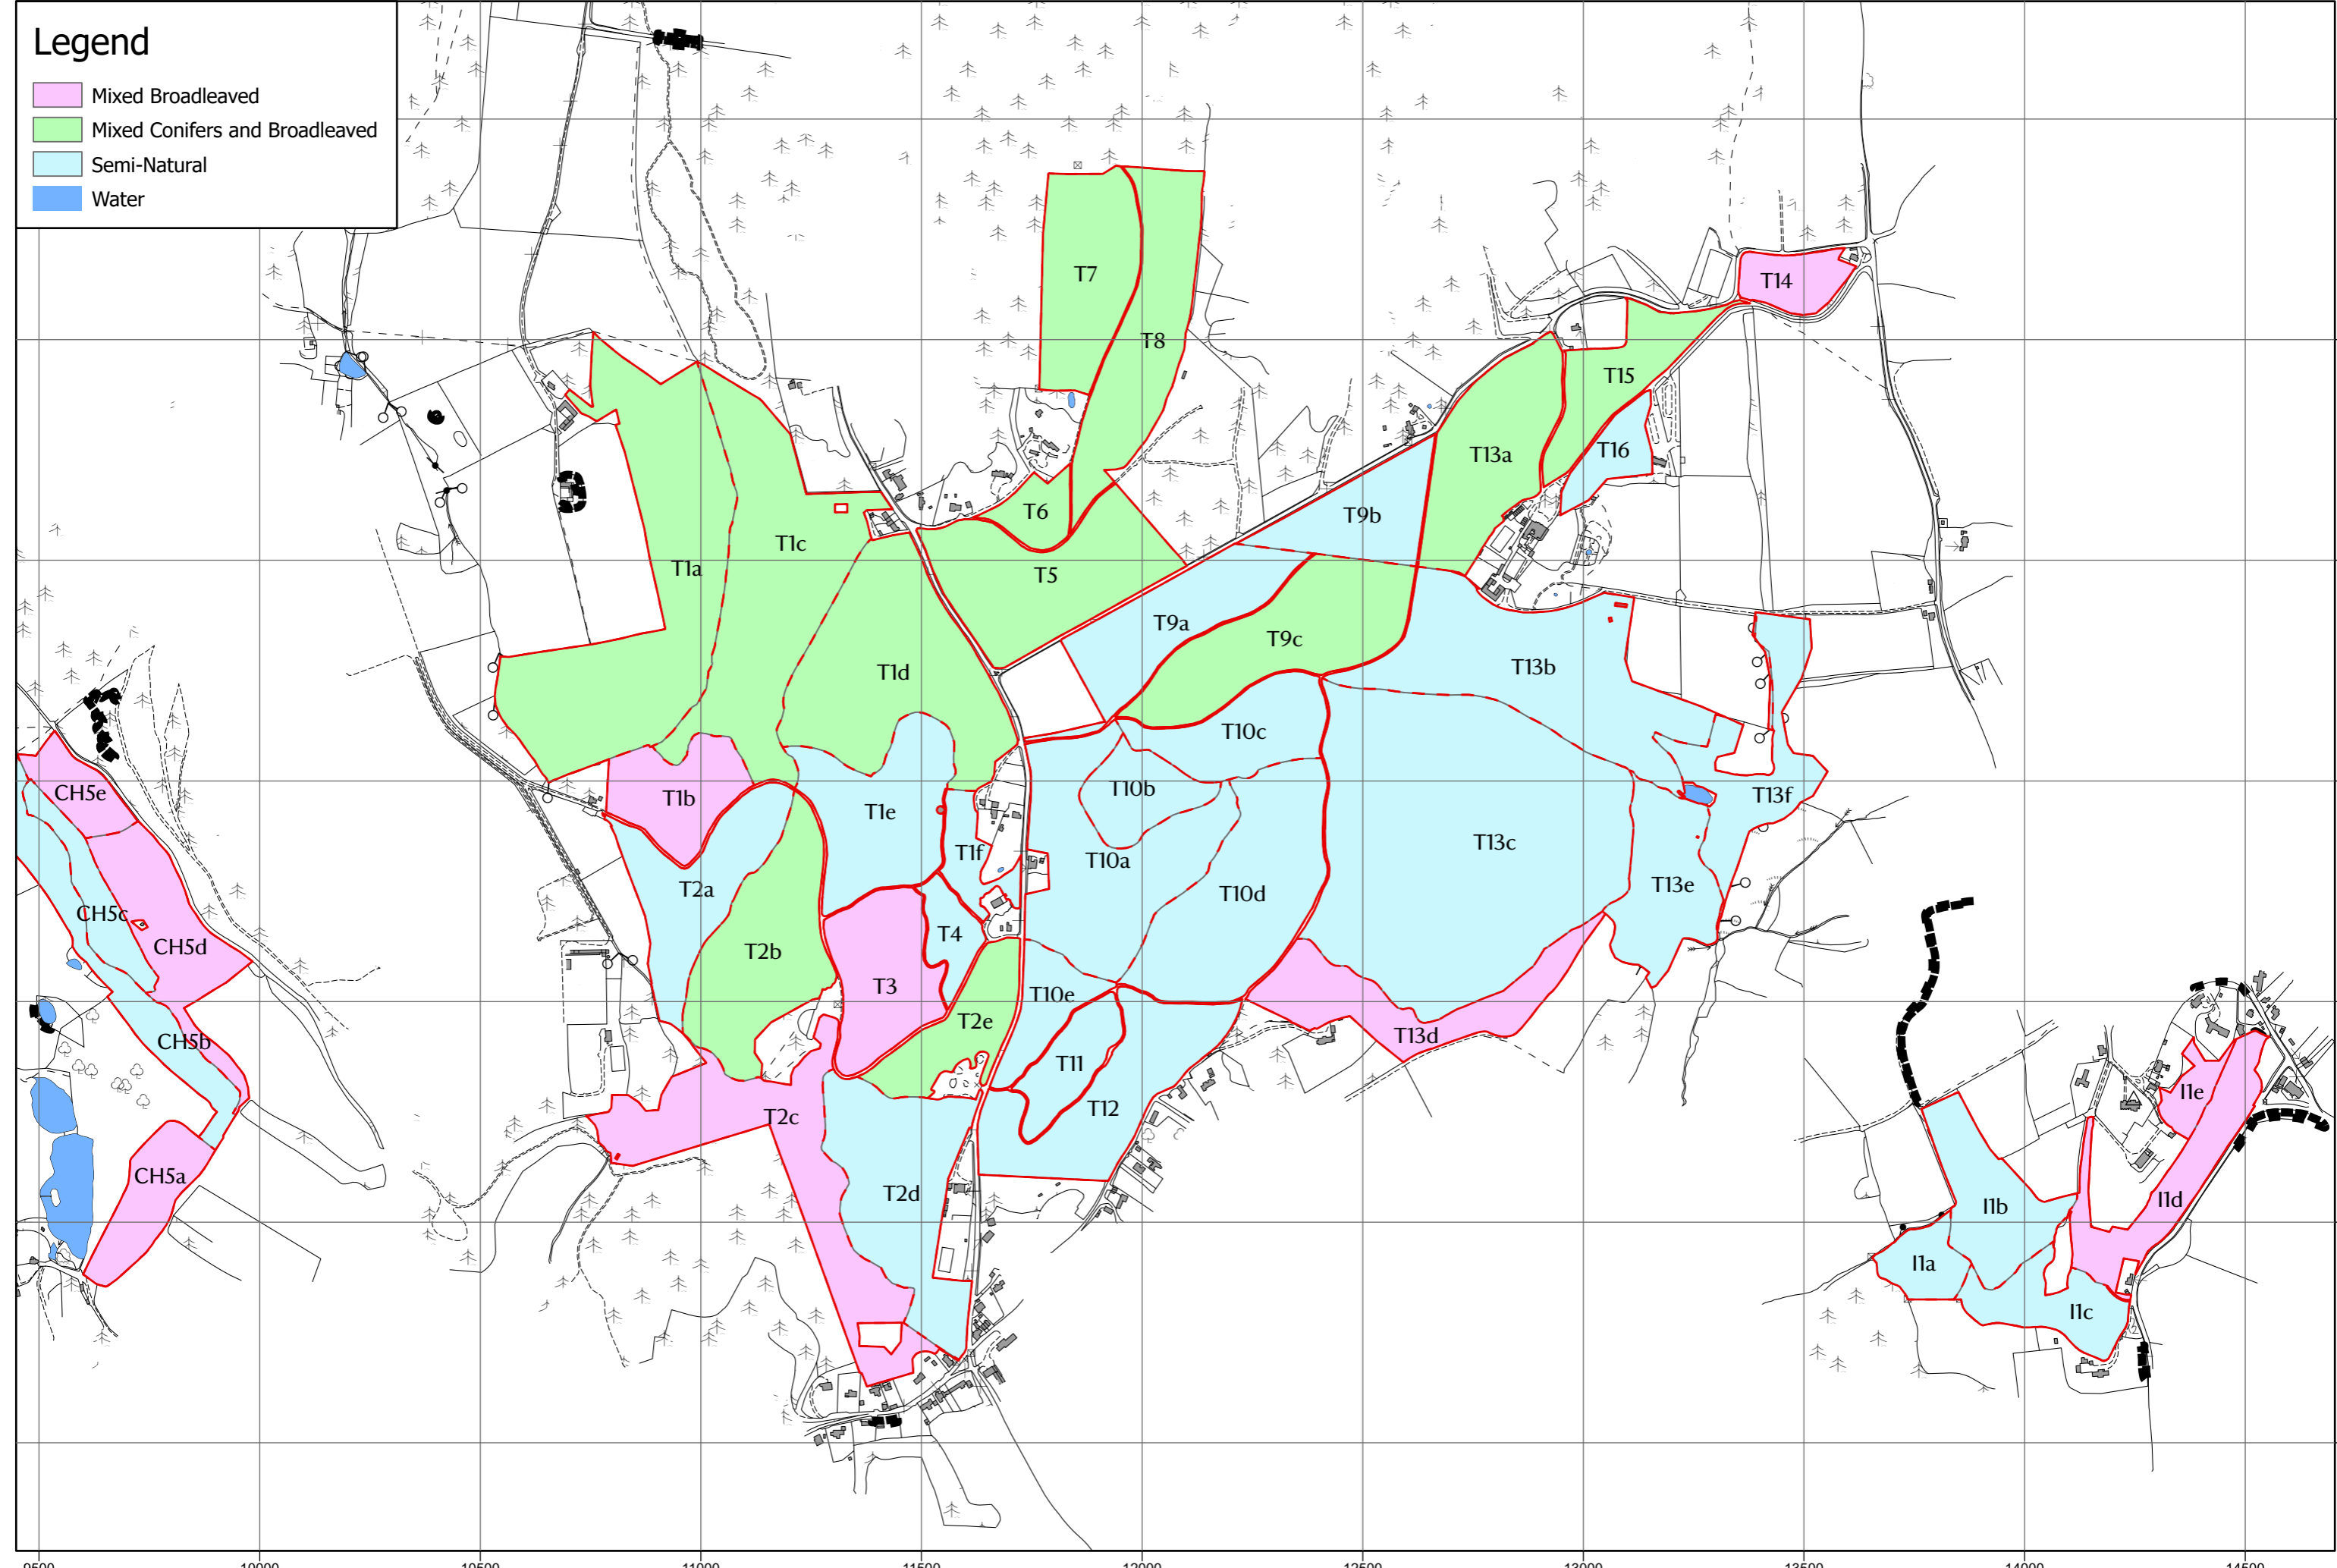 Legend
Mixed Broadleaved
Mixed Conifers and Broadleaved
Semi-Natural
Water
T7
T8
T14
T15
T16
T13a
T6
T9b
T1c
T1a
T5
T9a
T9c
T1d
T13b
T10c
CH5e
T1b
T10b
T13f
T1e
T13c
T1f
T10a
T2a
T13e
T10d
CH5c
T4
CH5d
T2b
T3
T10e
T2e
T13d
CH5b
T11
I1e
T12
T2c
CH5a
T2d
I1d
I1b
I1a
I1c
9500 10000 10500 11000 11500 12000 12500 13000 13500 14000 14500